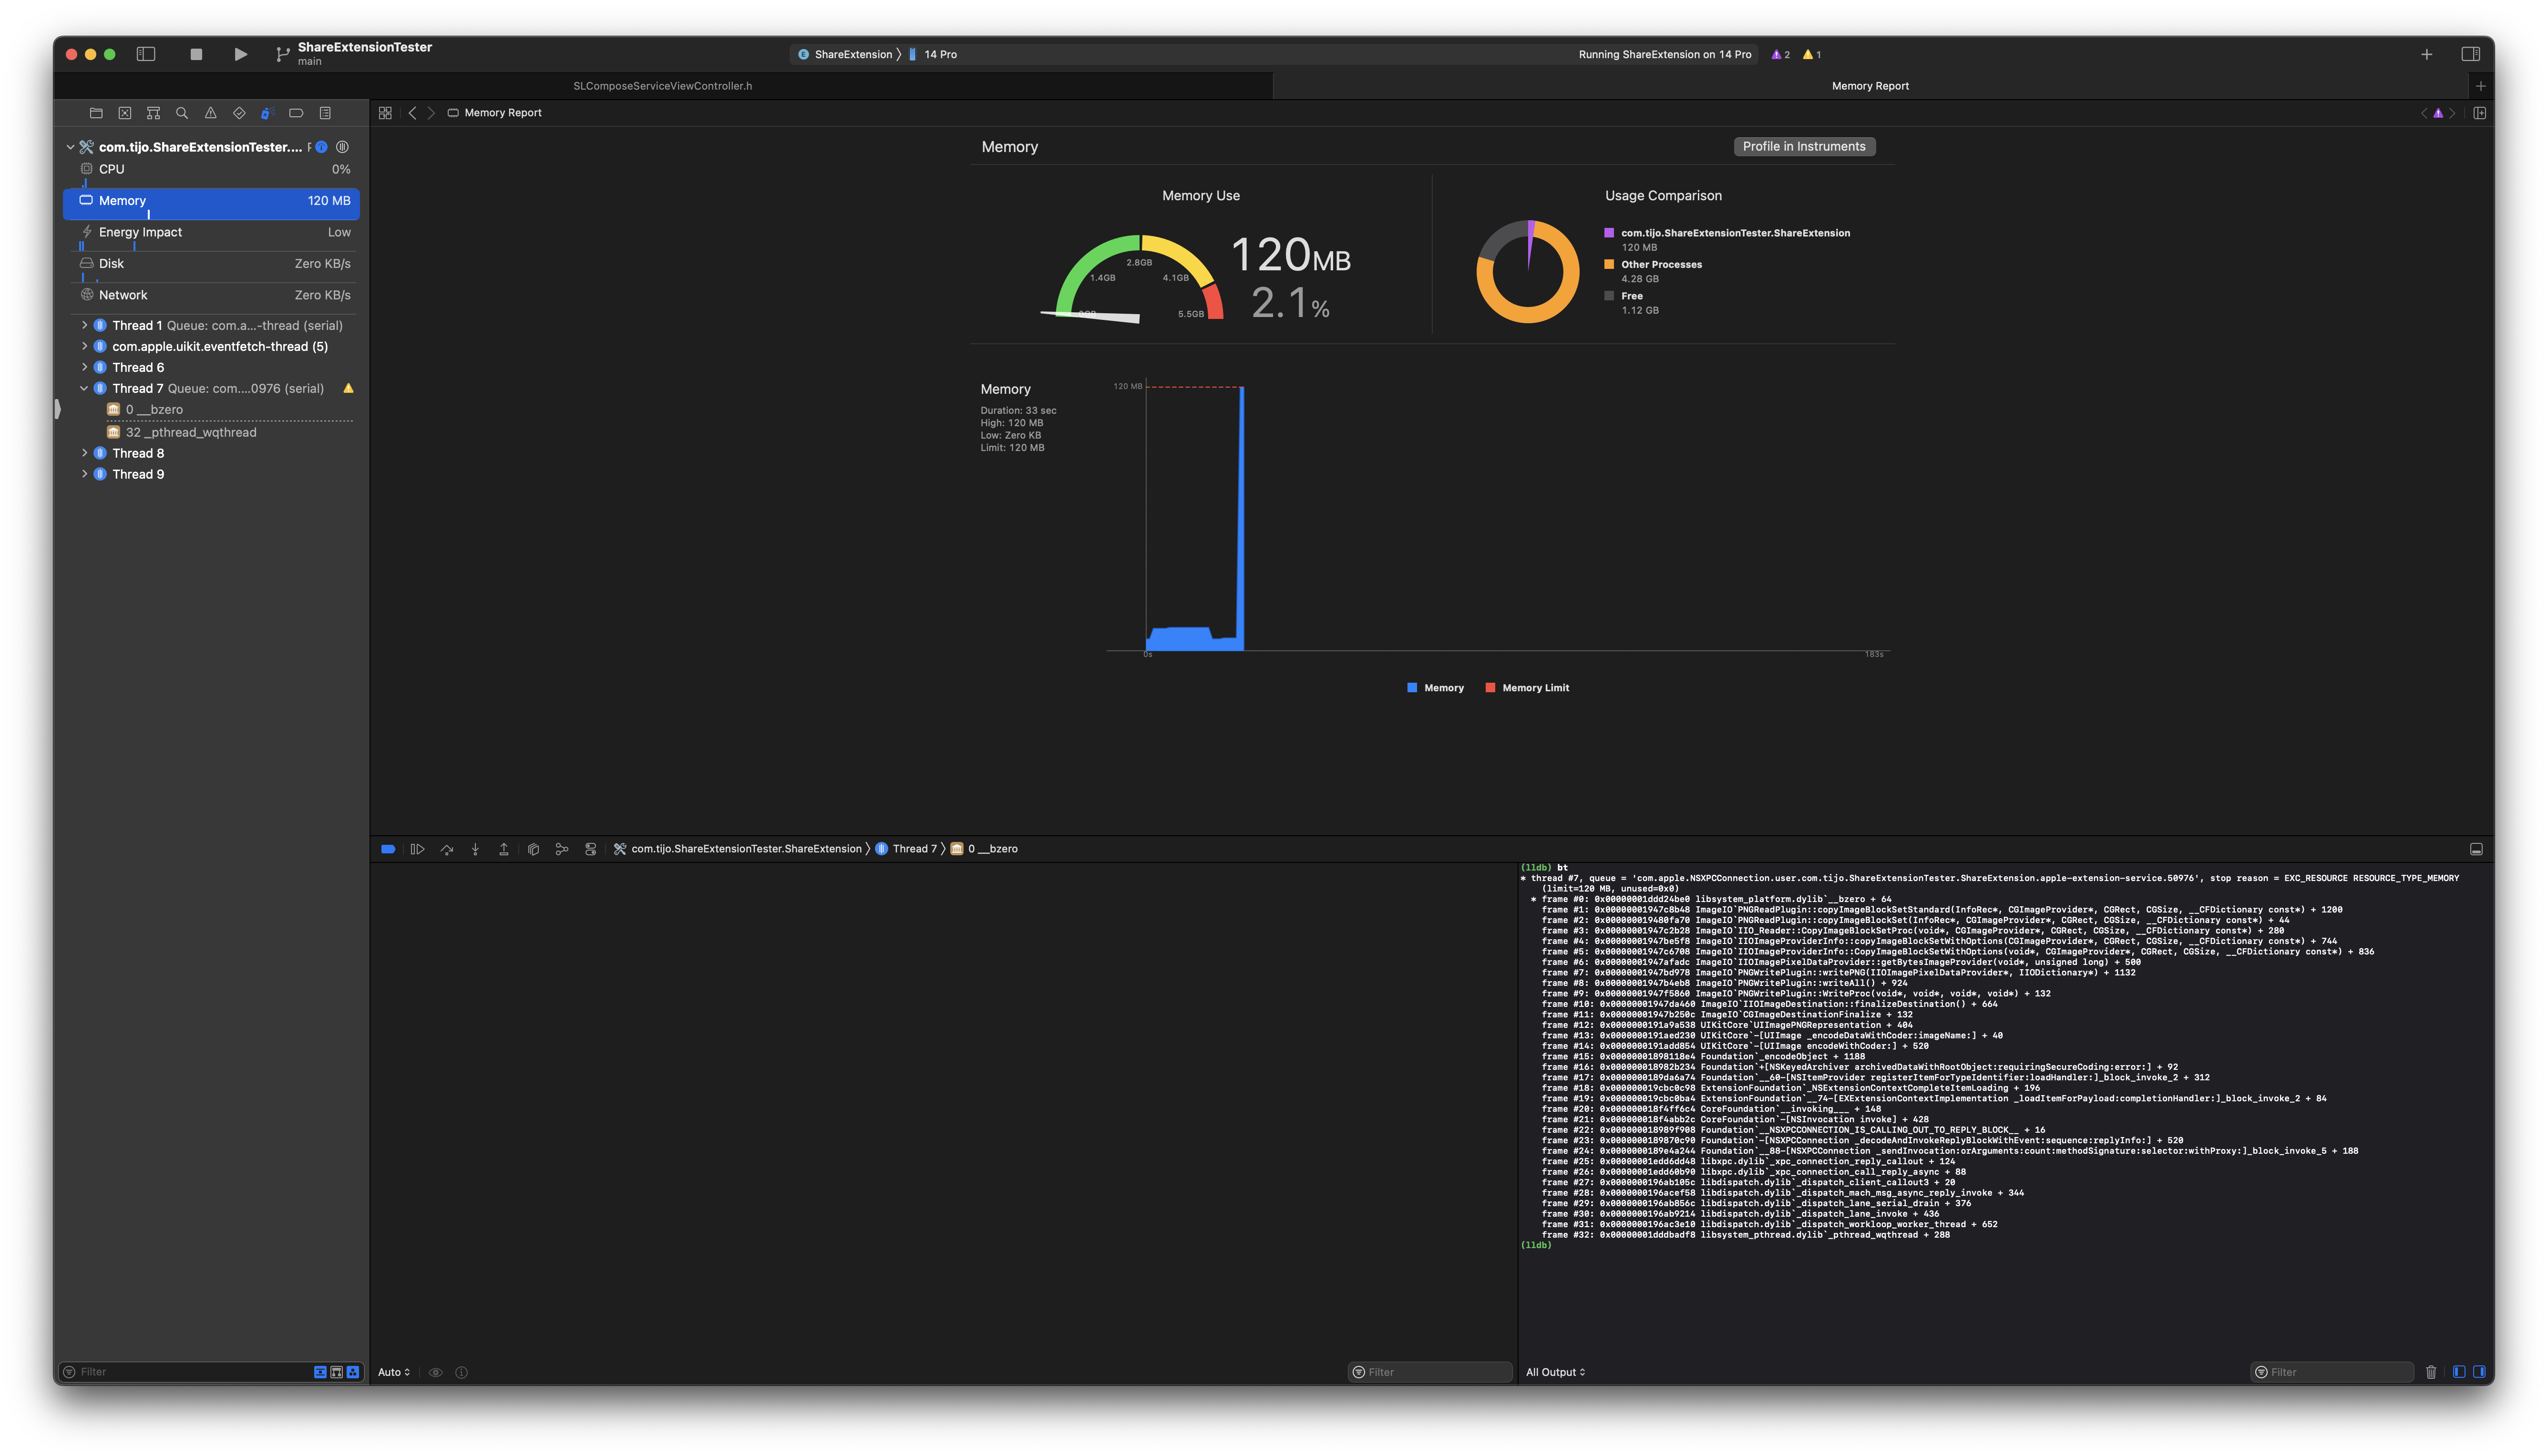 ShareExtensionTester
main
ShareExtension 〉 14 Pro
Running ShareExtension on 14 Pro
2
1
SLComposeServiceViewController.h
Memory Report
Memory Report
com.tijo.ShareExtensionTester....
CPU 0%
Memory 120 MB
Energy Impact Low
Disk Zero KB/s
Network Zero KB/s
Thread 1 Queue: com.a...-thread (serial)
com.apple.uikit.eventfetch-thread (5)
Thread 6
Thread 7 Queue: com....0976 (serial)
0 __bzero
32 _pthread_wqthread
Thread 8
Thread 9
Memory
Profile in Instruments
Memory Use
0GB
1.4GB
2.8GB
4.1GB
5.5GB
120MB
2.1%
Usage Comparison
com.tijo.ShareExtensionTester.ShareExtension
120 MB
Other Processes
4.28 GB
Free
1.12 GB
Memory
Duration: 33 sec
High: 120 MB
Low: Zero KB
Limit: 120 MB
120 MB
0s
183s
Memory
Memory Limit
com.tijo.ShareExtensionTester.ShareExtension 〉 Thread 7 〉 0 __bzero
(lldb) bt
* thread #7, queue = 'com.apple.NSXPCConnection.user.com.tijo.ShareExtensionTester.ShareExtension.apple-extension-service.50976', stop reason = EXC_RESOURCE RESOURCE_TYPE_MEMORY
(limit=120 MB, unused=0x0)
* frame #0: 0x00000001ddd24be0 libsystem_platform.dylib`__bzero + 64
frame #1: 0x00000001947c8b48 ImageIO`PNGReadPlugin::copyImageBlockSetStandard(InfoRec*, CGImageProvider*, CGRect, CGSize, __CFDictionary const*) + 1200
frame #2: 0x000000019480fa70 ImageIO`PNGReadPlugin::copyImageBlockSet(InfoRec*, CGImageProvider*, CGRect, CGSize, __CFDictionary const*) + 44
frame #3: 0x00000001947c2b28 ImageIO`IIO_Reader::CopyImageBlockSetProc(void*, CGImageProvider*, CGRect, CGSize, __CFDictionary const*) + 280
frame #4: 0x00000001947be5f8 ImageIO`IIOImageProviderInfo::copyImageBlockSetWithOptions(CGImageProvider*, CGRect, CGSize, __CFDictionary const*) + 744
frame #5: 0x00000001947c6708 ImageIO`IIOImageProviderInfo::CopyImageBlockSetWithOptions(void*, CGImageProvider*, CGRect, CGSize, __CFDictionary const*) + 836
frame #6: 0x00000001947afadc ImageIO`IIOImagePixelDataProvider::getBytesImageProvider(void*, unsigned long) + 500
frame #7: 0x00000001947bd978 ImageIO`PNGWritePlugin::writePNG(IIOImagePixelDataProvider*, IIODictionary*) + 1132
frame #8: 0x00000001947b4eb8 ImageIO`PNGWritePlugin::writeAll() + 924
frame #9: 0x00000001947f5860 ImageIO`PNGWritePlugin::WriteProc(void*, void*, void*, void*) + 132
frame #10: 0x00000001947da460 ImageIO`IIOImageDestination::finalizeDestination() + 664
frame #11: 0x00000001947b250c ImageIO`CGImageDestinationFinalize + 132
frame #12: 0x0000000191a9a538 UIKitCore`UIImagePNGRepresentation + 404
frame #13: 0x0000000191aed230 UIKitCore`-[UIImage _encodeDataWithCoder:imageName:] + 40
frame #14: 0x0000000191add854 UIKitCore`-[UIImage encodeWithCoder:] + 520
frame #15: 0x00000001898118e4 Foundation`_encodeObject + 1188
frame #16: 0x000000018982b234 Foundation`+[NSKeyedArchiver archivedDataWithRootObject:requiringSecureCoding:error:] + 92
frame #17: 0x0000000189da6a74 Foundation`__60-[NSItemProvider registerItemForTypeIdentifier:loadHandler:]_block_invoke_2 + 312
frame #18: 0x000000019cbc0c98 ExtensionFoundation`_NSExtensionContextCompleteItemLoading + 196
frame #19: 0x000000019cbc0ba4 ExtensionFoundation`__74-[EXExtensionContextImplementation _loadItemForPayload:completionHandler:]_block_invoke_2 + 84
frame #20: 0x000000018f4ff6c4 CoreFoundation`__invoking___ + 148
frame #21: 0x000000018f4abb2c CoreFoundation`-[NSInvocation invoke] + 428
frame #22: 0x000000018989f908 Foundation`__NSXPCCONNECTION_IS_CALLING_OUT_TO_REPLY_BLOCK__ + 16
frame #23: 0x0000000189870c90 Foundation`-[NSXPCConnection _decodeAndInvokeReplyBlockWithEvent:sequence:replyInfo:] + 520
frame #24: 0x0000000189e4a244 Foundation`__88-[NSXPCConnection _sendInvocation:orArguments:count:methodSignature:selector:withProxy:]_block_invoke_5 + 188
frame #25: 0x00000001edd6dd48 libxpc.dylib`_xpc_connection_reply_callout + 124
frame #26: 0x00000001edd60b90 libxpc.dylib`_xpc_connection_call_reply_async + 88
frame #27: 0x0000000196ab105c libdispatch.dylib`_dispatch_client_callout3 + 20
frame #28: 0x0000000196acef58 libdispatch.dylib`_dispatch_mach_msg_async_reply_invoke + 344
frame #29: 0x0000000196ab856c libdispatch.dylib`_dispatch_lane_serial_drain + 376
frame #30: 0x0000000196ab9214 libdispatch.dylib`_dispatch_lane_invoke + 436
frame #31: 0x0000000196ac3e10 libdispatch.dylib`_dispatch_workloop_worker_thread + 652
frame #32: 0x00000001dddbadf8 libsystem_pthread.dylib`_pthread_wqthread + 288
(lldb)
Filter
Auto
Filter
All Output
Filter